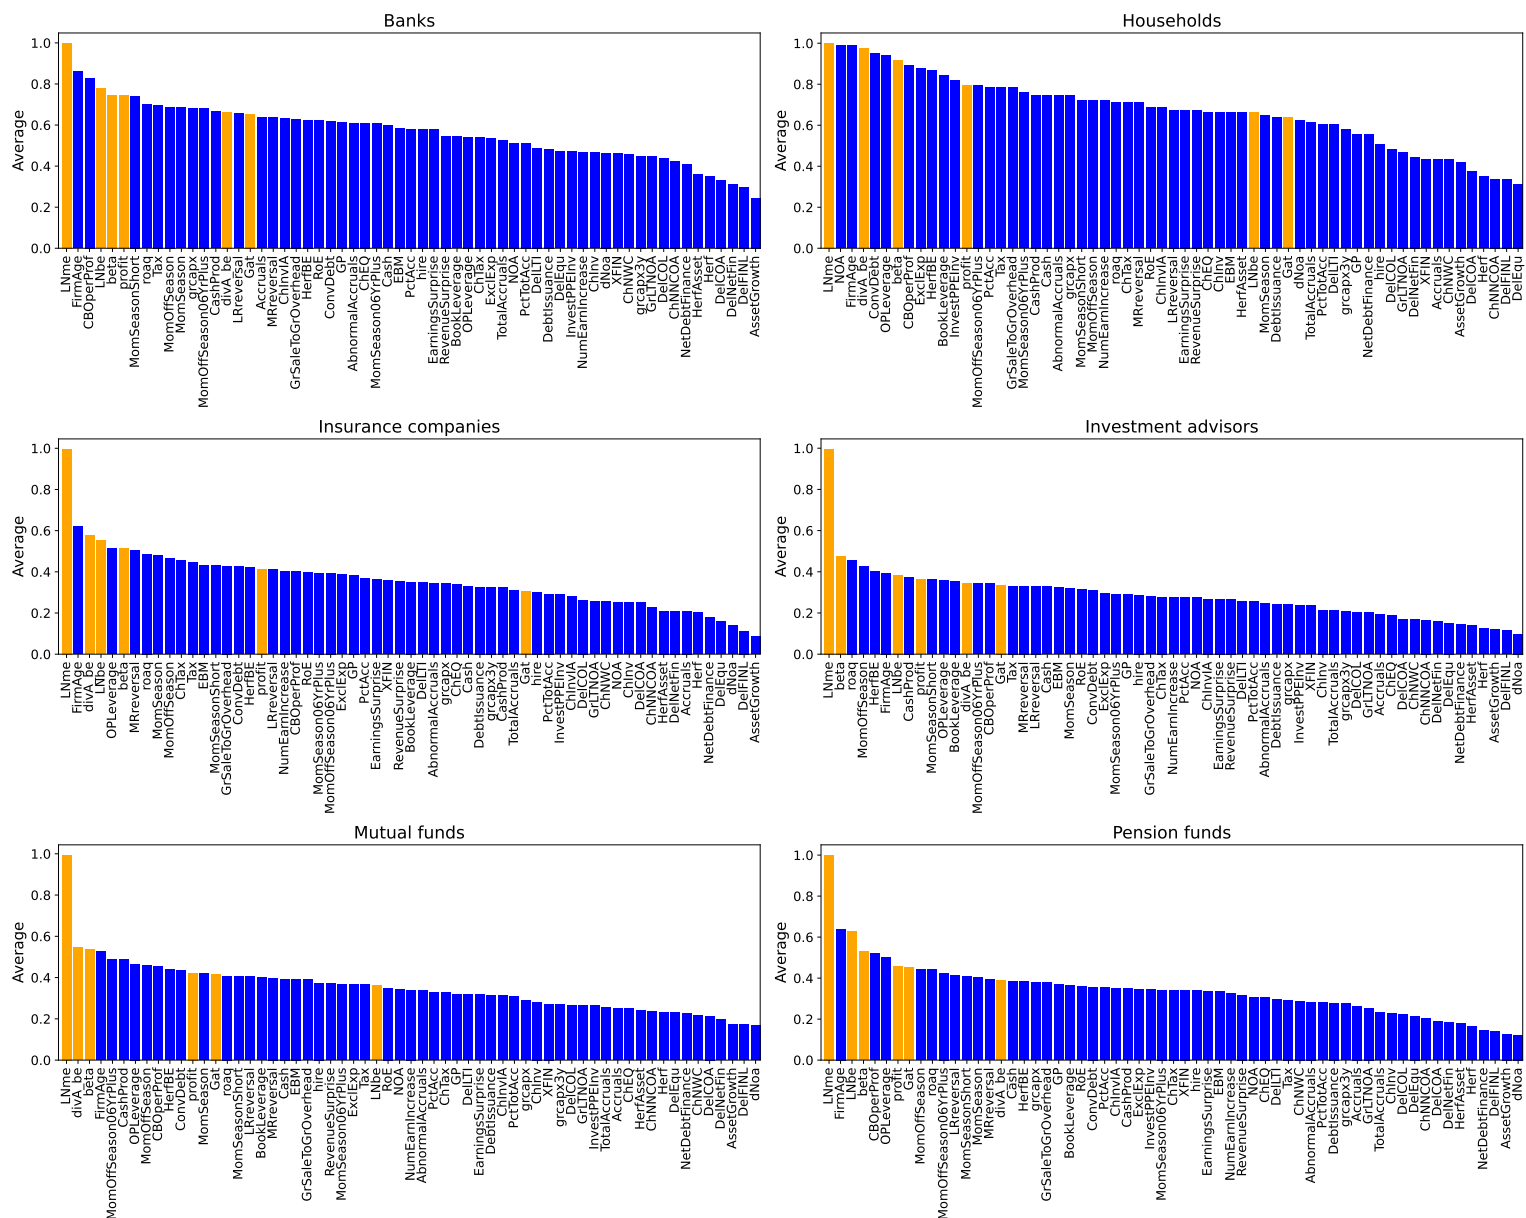 Banks
Average
1.0
0.8
0.6
0.4
0.2
0.0
LNme
FirmAge
CBOperProf
LNbe
beta
profit
MomSeasonShort
roaq
Tax
MomOffSeason
MomSeason
grcapx
MomOffSeason06YrPlus
CashProd
divA_be
LRreversal
Gat
Accruals
MRreversal
ChInvIA
GrSaleToGrOverhead
HerfBE
RoE
ConvDebt
GP
AbnormalAccruals
ChEQ
MomSeason06YrPlus
Cash
EBM
PctAcc
hire
EarningsSurprise
RevenueSurprise
BookLeverage
OPLeverage
ChTax
ExclExp
TotalAccruals
NOA
PctTotAcc
DelLTI
DebtIssuance
DelEqu
InvestPPEInv
NumEarnIncrease
ChInv
dNoa
XFIN
ChNWC
grcapx3y
GrLTNOA
DelCOL
ChNNCOA
NetDebtFinance
HerfAsset
Herf
DelCOA
DelNetFin
DelFINL
AssetGrowth
Households
Average
1.0
0.8
0.6
0.4
0.2
0.0
LNme
NOA
FirmAge
divA_be
ConvDebt
OPLeverage
beta
CBOperProf
ExclExp
HerfBE
BookLeverage
InvestPPEInv
profit
MomOffSeason06YrPlus
PctAcc
Tax
GrSaleToGrOverhead
MomSeason06YrPlus
CashProd
Cash
AbnormalAccruals
grcapx
MomSeasonShort
MomOffSeason
NumEarnIncrease
roaq
ChTax
MRreversal
RoE
ChInvIA
LRreversal
EarningsSurprise
RevenueSurprise
ChEQ
ChInv
EBM
HerfAsset
LNbe
MomSeason
DebtIssuance
Gat
dNoa
TotalAccruals
PctTotAcc
DelLTI
grcapx3y
GP
NetDebtFinance
hire
DelCOL
GrLTNOA
DelNetFin
XFIN
Accruals
ChNWC
AssetGrowth
DelCOA
Herf
ChNNCOA
DelFINL
DelEqu
Insurance companies
Average
1.0
0.8
0.6
0.4
0.2
0.0
LNme
FirmAge
divA_be
LNbe
OPLeverage
beta
MRreversal
roaq
MomSeason
MomOffSeason
ChTax
Tax
EBM
MomSeasonShort
GrSaleToGrOverhead
ConvDebt
HerfBE
profit
LRreversal
NumEarnIncrease
CBOperProf
RoE
MomSeason06YrPlus
MomOffSeason06YrPlus
ExclExp
GP
PctAcc
EarningsSurprise
XFIN
RevenueSurprise
BookLeverage
DelLTI
AbnormalAccruals
grcapx
ChEQ
Cash
DebtIssuance
grcapx3y
CashProd
TotalAccruals
Gat
hire
PctTotAcc
InvestPPEInv
ChInvIA
DelCOL
GrLTNOA
ChNWC
NOA
ChInv
DelCOA
ChNNCOA
HerfAsset
DelNetFin
Accruals
Herf
NetDebtFinance
DelEqu
dNoa
DelFINL
AssetGrowth
Investment advisors
Average
1.0
0.8
0.6
0.4
0.2
0.0
LNme
beta
roaq
MomOffSeason
HerfBE
FirmAge
LNbe
CashProd
profit
MomSeasonShort
OPLeverage
BookLeverage
divA_be
MomOffSeason06YrPlus
CBOperProf
Gat
Tax
MRreversal
LRreversal
Cash
EBM
MomSeason
RoE
ConvDebt
ExclExp
MomSeason06YrPlus
GP
hire
GrSaleToGrOverhead
ChTax
NumEarnIncrease
PctAcc
NOA
ChInvIA
EarningsSurprise
RevenueSurprise
DelLTI
PctTotAcc
AbnormalAccruals
DebtIssuance
grcapx
InvestPPEInv
XFIN
ChInv
TotalAccruals
grcapx3y
DelCOL
GrLTNOA
Accruals
ChEQ
DelCOA
ChNWC
ChNNCOA
DelNetFin
DelEqu
NetDebtFinance
HerfAsset
Herf
AssetGrowth
DelFINL
dNoa
Mutual funds
Average
1.0
0.8
0.6
0.4
0.2
0.0
LNme
divA_be
beta
FirmAge
MomOffSeason06YrPlus
CashProd
OPLeverage
MomOffSeason
CBOperProf
HerfBE
ConvDebt
profit
MomSeason
Gat
roaq
MomSeasonShort
LRreversal
BookLeverage
MRreversal
Cash
EBM
GrSaleToGrOverhead
hire
RevenueSurprise
MomSeason06YrPlus
ExclExp
Tax
LNbe
RoE
NOA
NumEarnIncrease
AbnormalAccruals
PctAcc
ChTax
GP
DelLTI
EarningsSurprise
DebtIssuance
ChInvIA
PctTotAcc
grcapx
ChInv
XFIN
grcapx3y
DelCOL
GrLTNOA
InvestPPEInv
TotalAccruals
Accruals
ChEQ
HerfAsset
ChNNCOA
Herf
DelEqu
NetDebtFinance
ChNWC
DelCOA
DelNetFin
AssetGrowth
DelFINL
dNoa
Pension funds
Average
1.0
0.8
0.6
0.4
0.2
0.0
LNme
FirmAge
LNbe
beta
CBOperProf
OPLeverage
profit
Gat
MomOffSeason
roaq
MomOffSeason06YrPlus
LRreversal
MomSeasonShort
MomSeason
MRreversal
divA_be
Cash
HerfBE
grcapx
GrSaleToGrOverhead
GP
BookLeverage
RoE
ConvDebt
PctAcc
ChInvIA
CashProd
ExclExp
InvestPPEInv
MomSeason06YrPlus
ChTax
XFIN
hire
EarningsSurprise
EBM
NumEarnIncrease
RevenueSurprise
NOA
ChEQ
DelLTI
Tax
ChNWC
AbnormalAccruals
PctTotAcc
DebtIssuance
grcapx3y
Accruals
GrLTNOA
TotalAccruals
ChInv
DelCOL
DelEqu
ChNNCOA
DelCOA
DelNetFin
HerfAsset
Herf
NetDebtFinance
DelFINL
AssetGrowth
dNoa